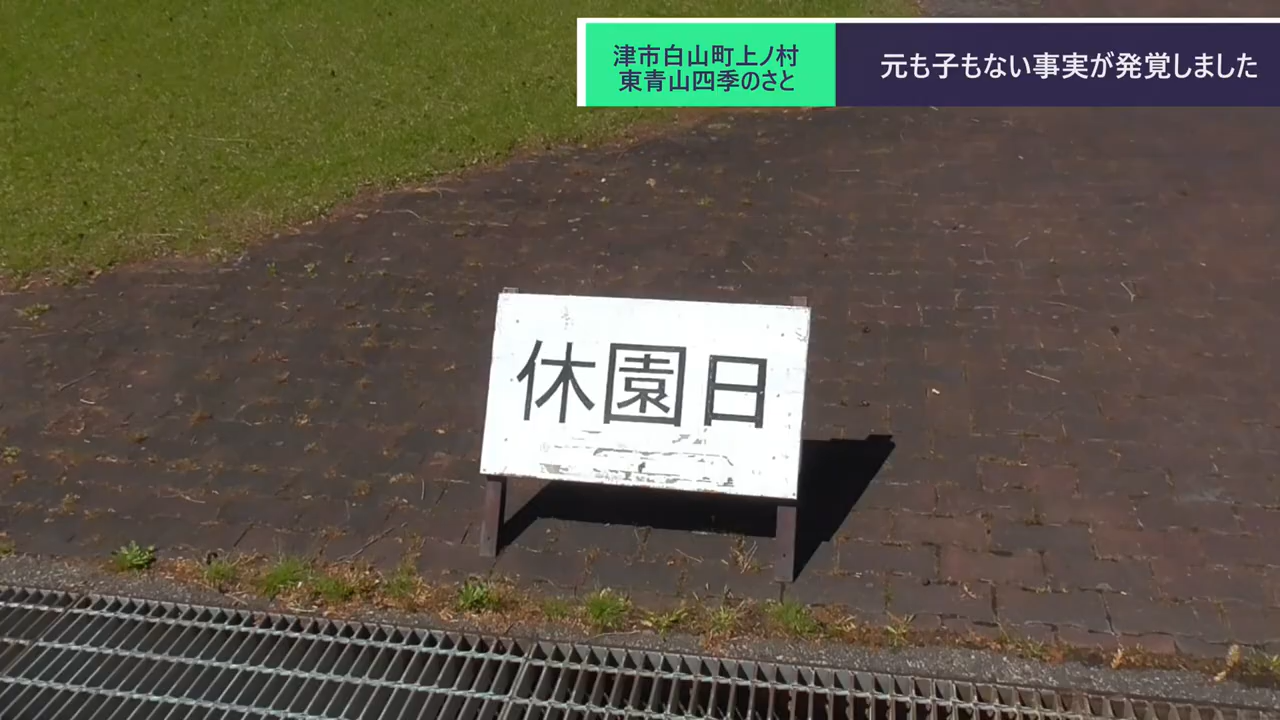 津市白山町上ノ村
東青山四季のさと
元も子もない事実が発覚しました
休園日